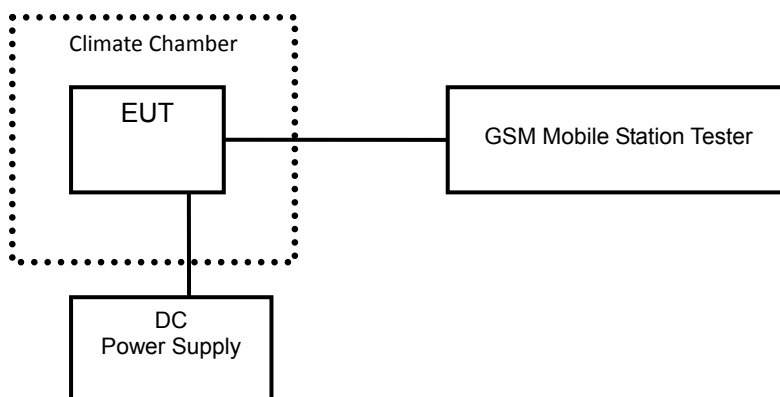 Climate Chamber
EUT
GSM Mobile Station Tester
DC
Power Supply